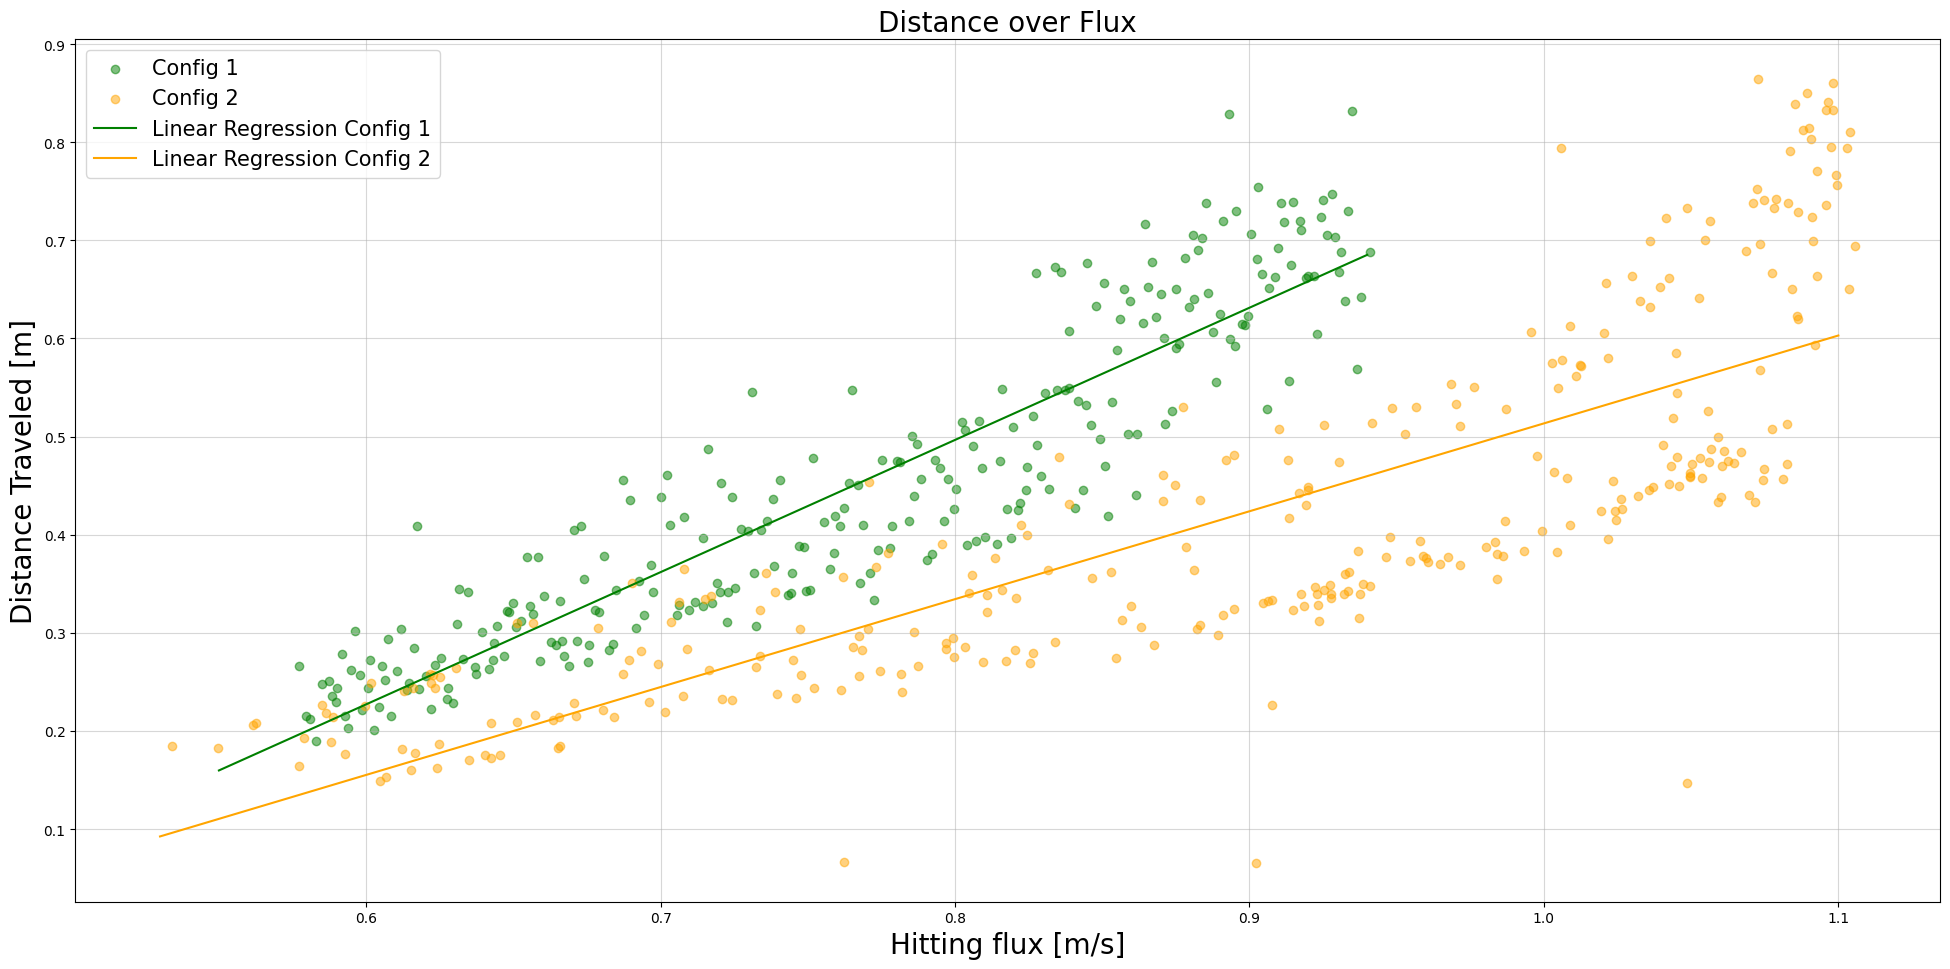 Distance over Flux
Config 1
Config 2
Linear Regression Config 1
Linear Regression Config 2
Distance Traveled [m]
0.9
0.8
0.7
0.6
0.5
0.4
0.3
0.2
0.1
0.6
0.7
0.8
0.9
1.0
1.1
Hitting flux [m/s]